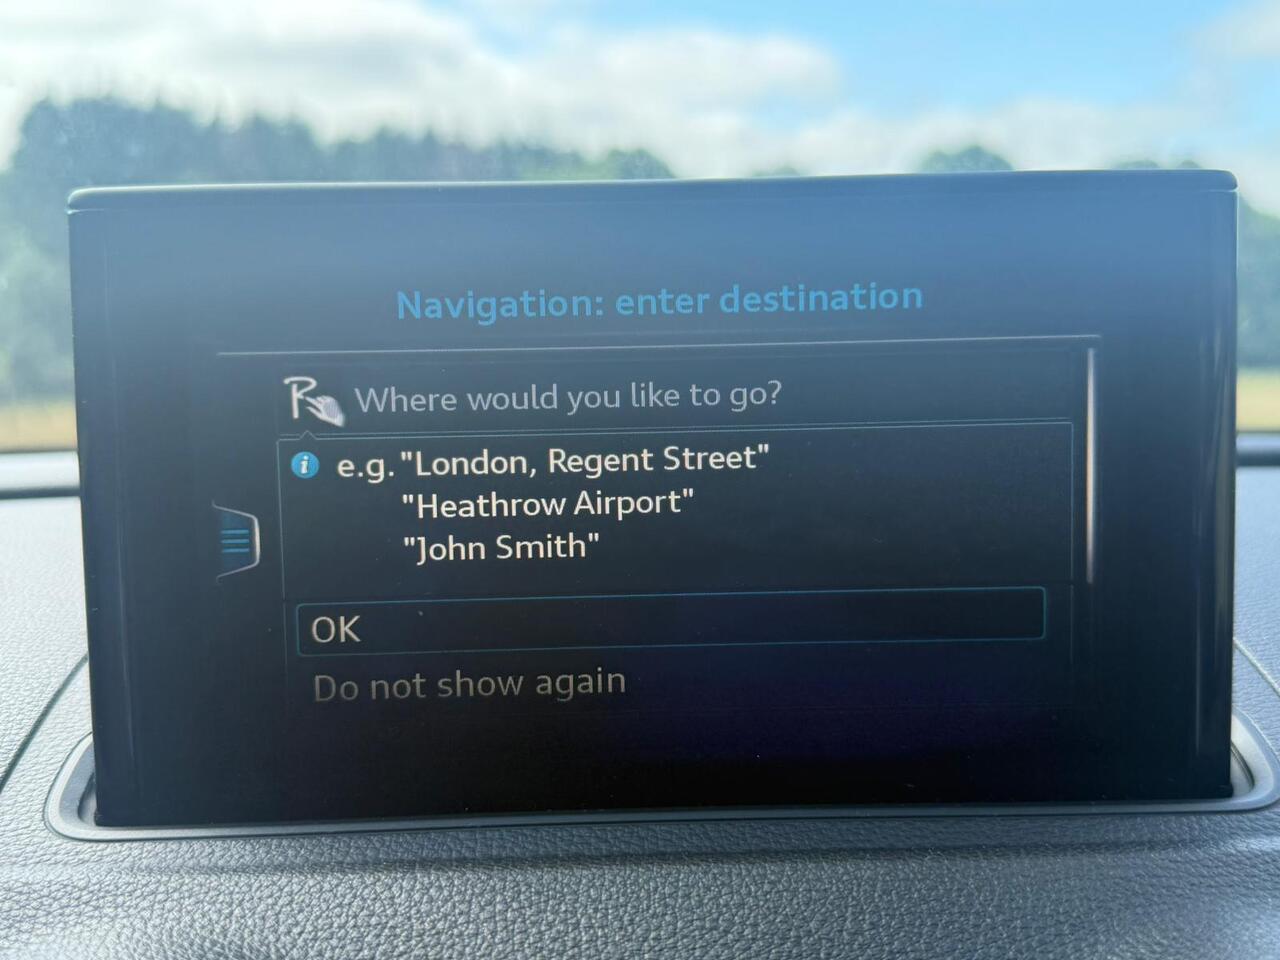 Navigation: enter destination
Where would you like to go?
e.g. "London, Regent Street"
"Heathrow Airport"
"John Smith"
OK
Do not show again